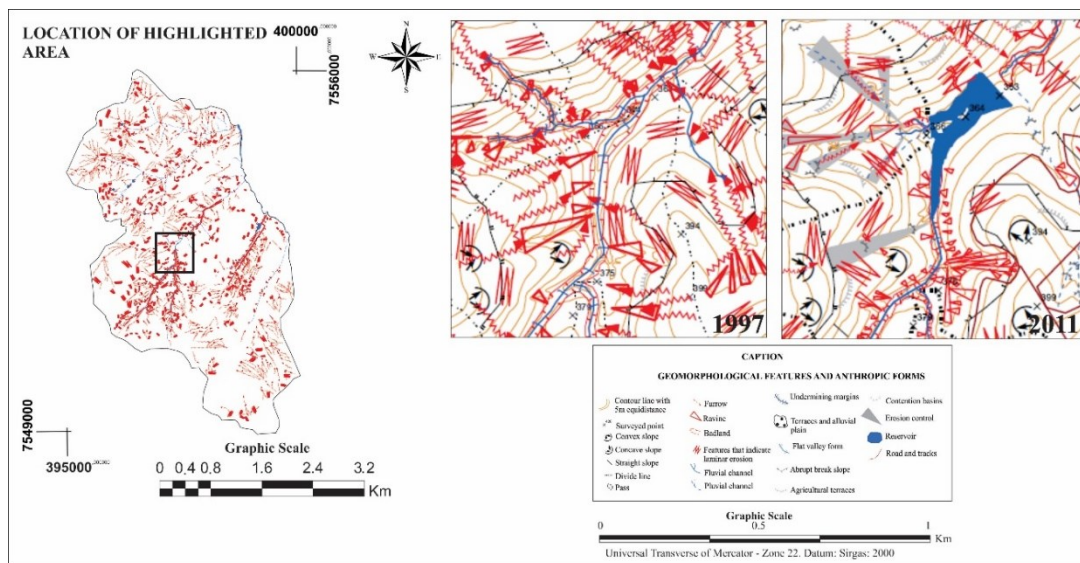 LOCATION OF HIGHLIGHTED
AREA
400000
7556000
N
W
E
S
7549000
395000
Graphic Scale
0 0.4 0.8 1.6 2.4 3.2
Km
394
375
399
1997
353
364
394
399
2011
CAPTION
GEOMORPHOLOGICAL FEATURES AND ANTHROPIC FORMS
Contour line with
5m equidistance
Surveyed point
Convex slope
Concave slope
Straight slope
Divide line
Pass
Furrow
Ravine
Badland
Features that indicate
laminar erosion
Pluvial channel
Pluvial channel
Undermining margins
Terraces and alluvial
plain
Flat valley form
Abrupt break slope
Agricultural terraces
Contention basins
Erosion control
Reservoir
Road and tracks
Graphic Scale
0 0.5 1
Km
Universal Transverse of Mercator - Zone 22. Datum: Sirgas: 2000